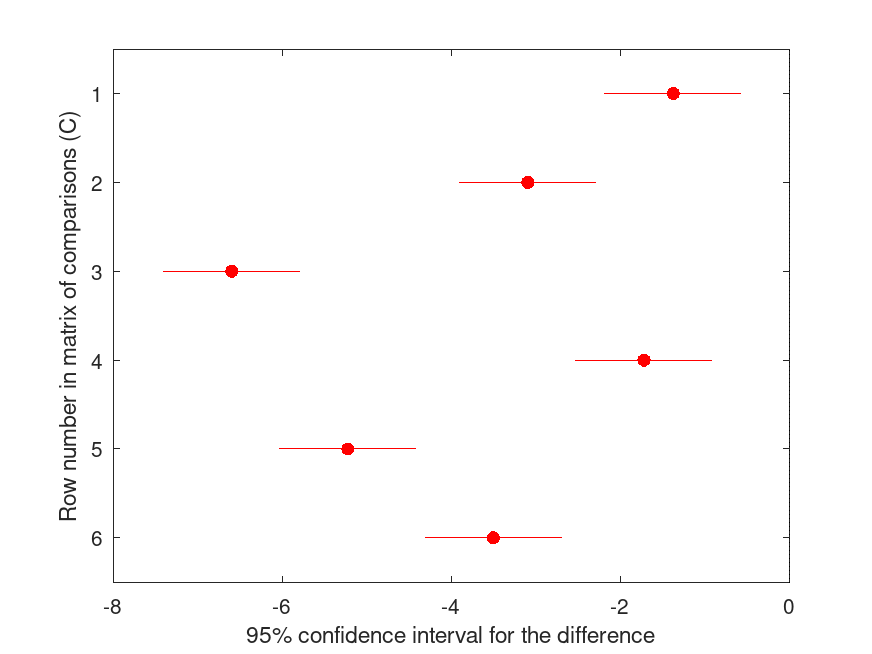 Row number in matrix of comparisons (C)
1
2
3
4
5
6
-8 -6 -4 -2 0
95% confidence interval for the difference